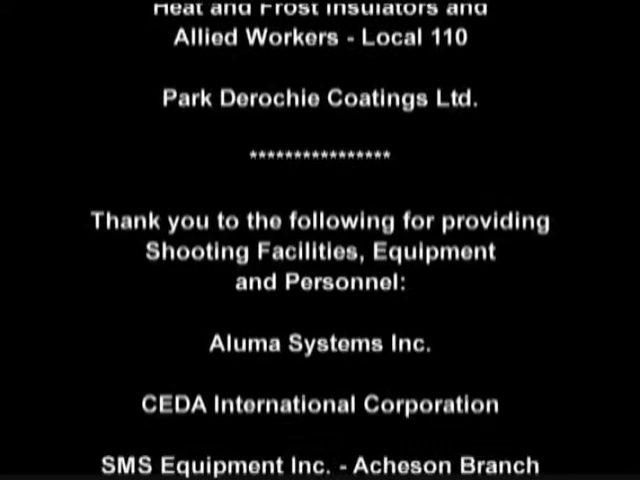 Heat and Frost Insulators and
Allied Workers - Local 110
Park Derochie Coatings Ltd.
****************
Thank you to the following for providing
Shooting Facilities, Equipment
and Personnel:
Aluma Systems Inc.
CEDA International Corporation
SMS Equipment Inc. - Acheson Branch